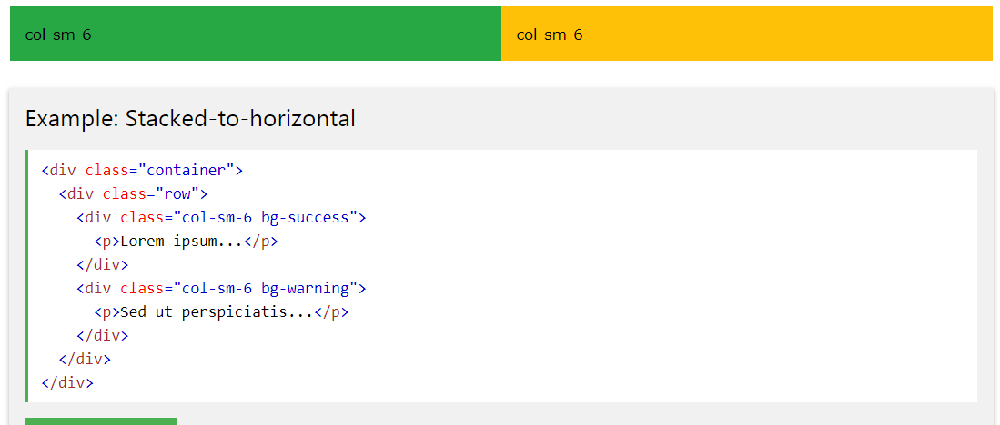 col-sm-6 col-sm-6
Example: Stacked-to-horizontal
<div class="container">
  <div class="row">
    <div class="col-sm-6 bg-success">
      <p>Lorem ipsum...</p>
    </div>
    <div class="col-sm-6 bg-warning">
      <p>Sed ut perspiciatis...</p>
    </div>
  </div>
</div>